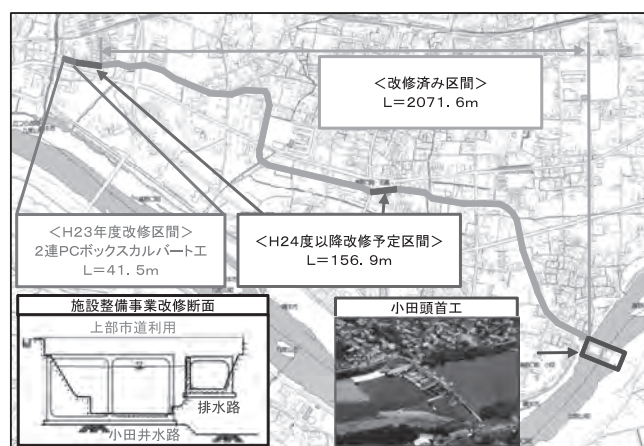 <改修済み区間>
L=2071.6m
<H23年度改修区間>
2連PCボックスカルバート工
L=41.5m
<H24度以降改修予定区間>
L=156.9m
施設整備事業改修断面
上部市道利用
排水路
小田井水路
小田頭首工